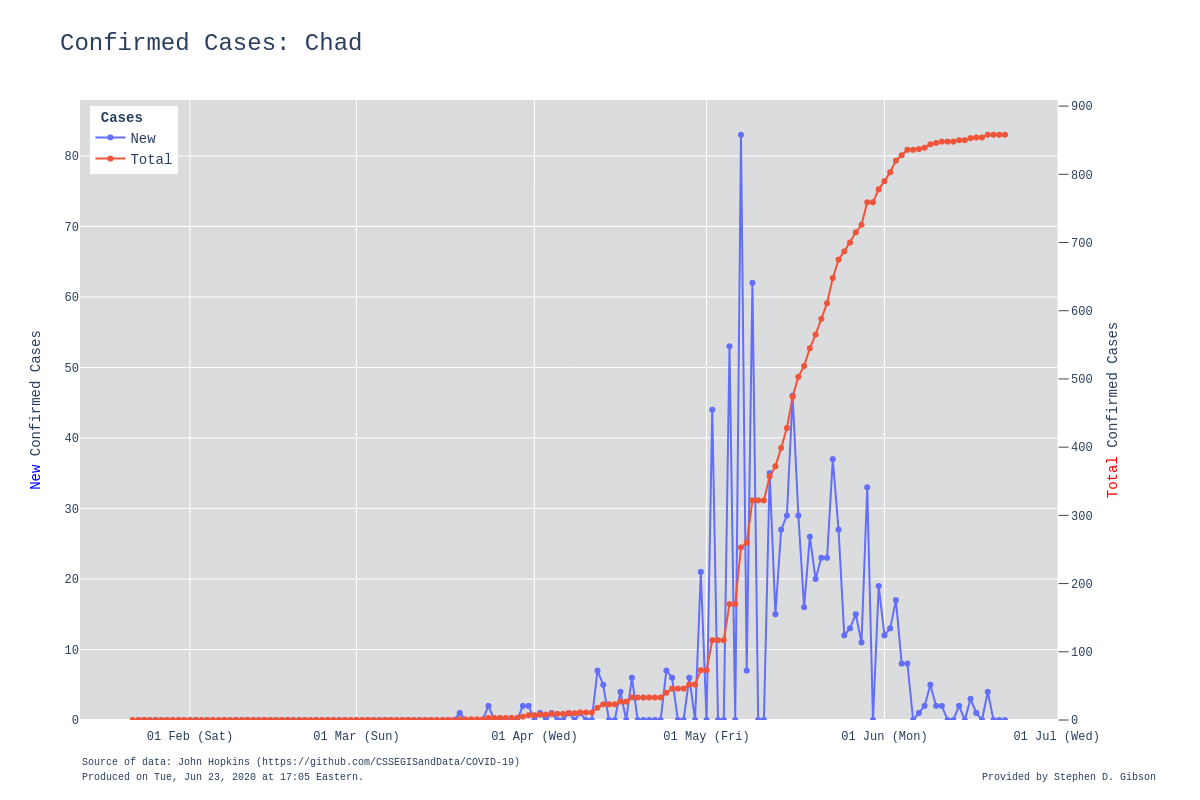 Confirmed Cases: Chad
Cases
New
Total
80
70
60
50
40
30
20
10
0
900
800
700
600
500
400
300
200
100
0
New Confirmed Cases
Total Confirmed Cases
01 Feb (Sat)
01 Mar (Sun)
01 Apr (Wed)
01 May (Fri)
01 Jun (Mon)
01 Jul (Wed)
Source of data: John Hopkins (https://github.com/CSSEGISandData/COVID-19)
Produced on Tue, Jun 23, 2020 at 17:05 Eastern.
Provided by Stephen D. Gibson